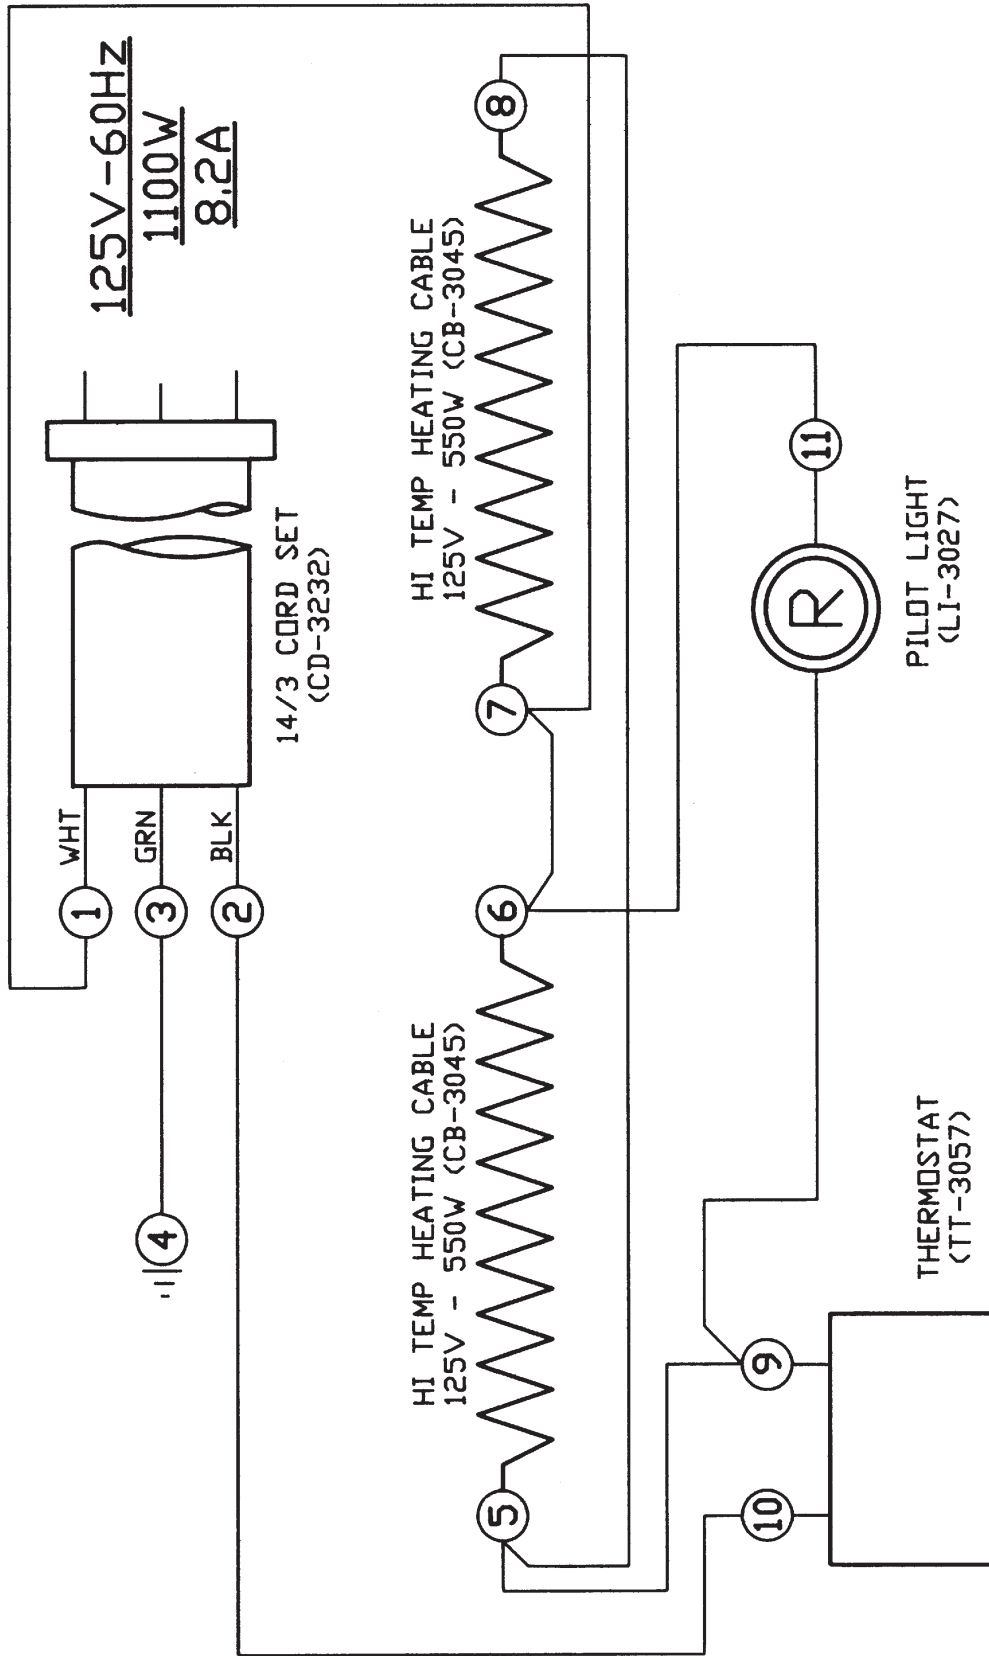 125V-60Hz
1100W
8.2A
WHT
GRN
BLK
1
3
2
4
14/3 CORD SET
(CD-3232)
HI TEMP HEATING CABLE
125V - 550W (CB-3045)
HI TEMP HEATING CABLE
125V - 550W (CB-3045)
5
6
7
8
10
9
R
11
THERMOSTAT
(TT-3057)
PILOT LIGHT
(LI-3027)